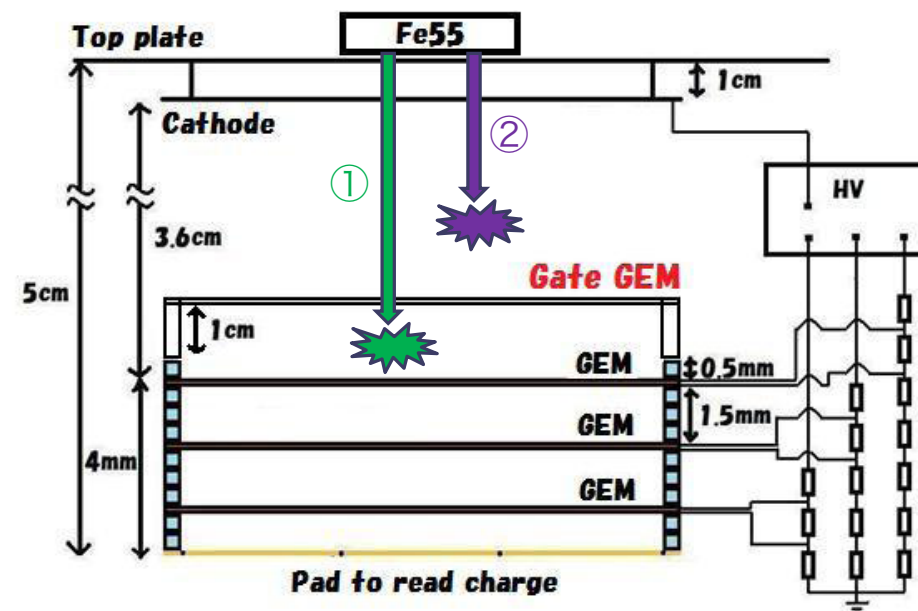 Fe55
Top plate
1cm
Cathode
②
①
HV
3.6cm
Gate GEM
5cm
1cm
GEM
0.5mm
1.5mm
GEM
4mm
GEM
Pad to read charge